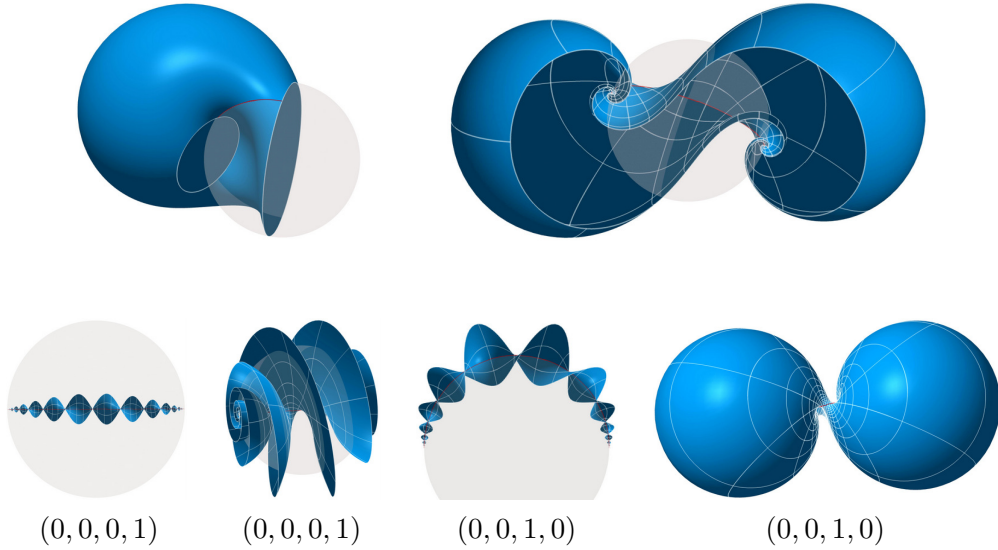 (0, 0, 0, 1)
(0, 0, 0, 1)
(0, 0, 1, 0)
(0, 0, 1, 0)